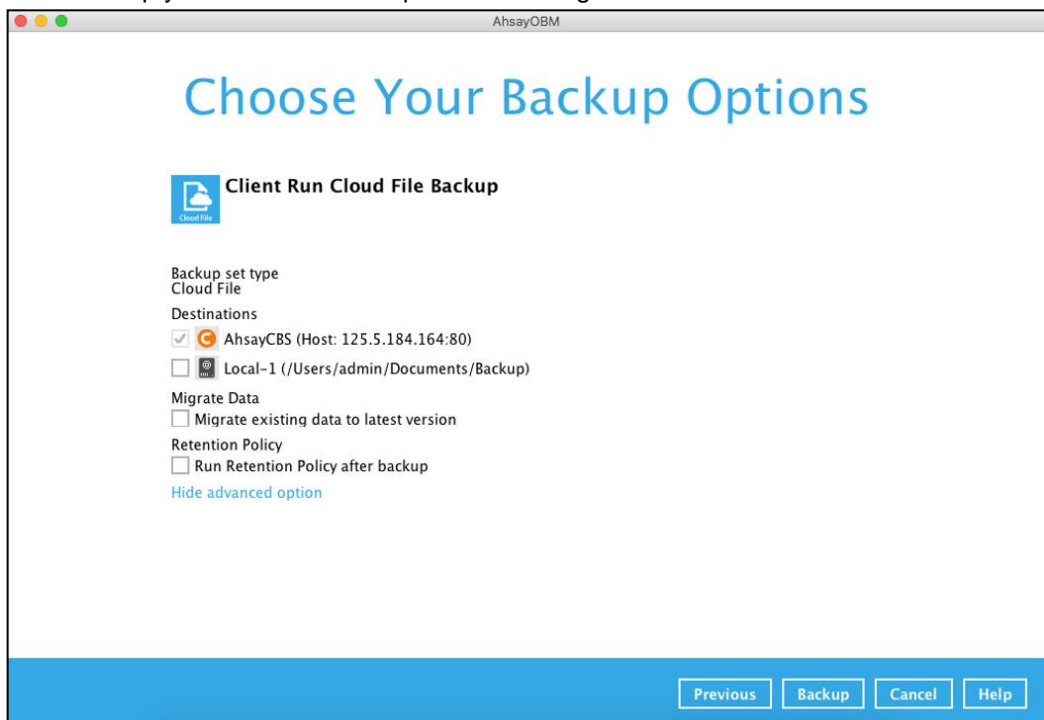 AhsayOBM
Choose Your Backup Options
Client Run Cloud File Backup
Cloud File
Backup set type
Cloud File
Destinations
AhsayCBS (Host: 125.5.184.164:80)
Local-1 (/Users/admin/Documents/Backup)
Migrate Data
Migrate existing data to latest version
Retention Policy
Run Retention Policy after backup
Hide advanced option
Previous Backup Cancel Help